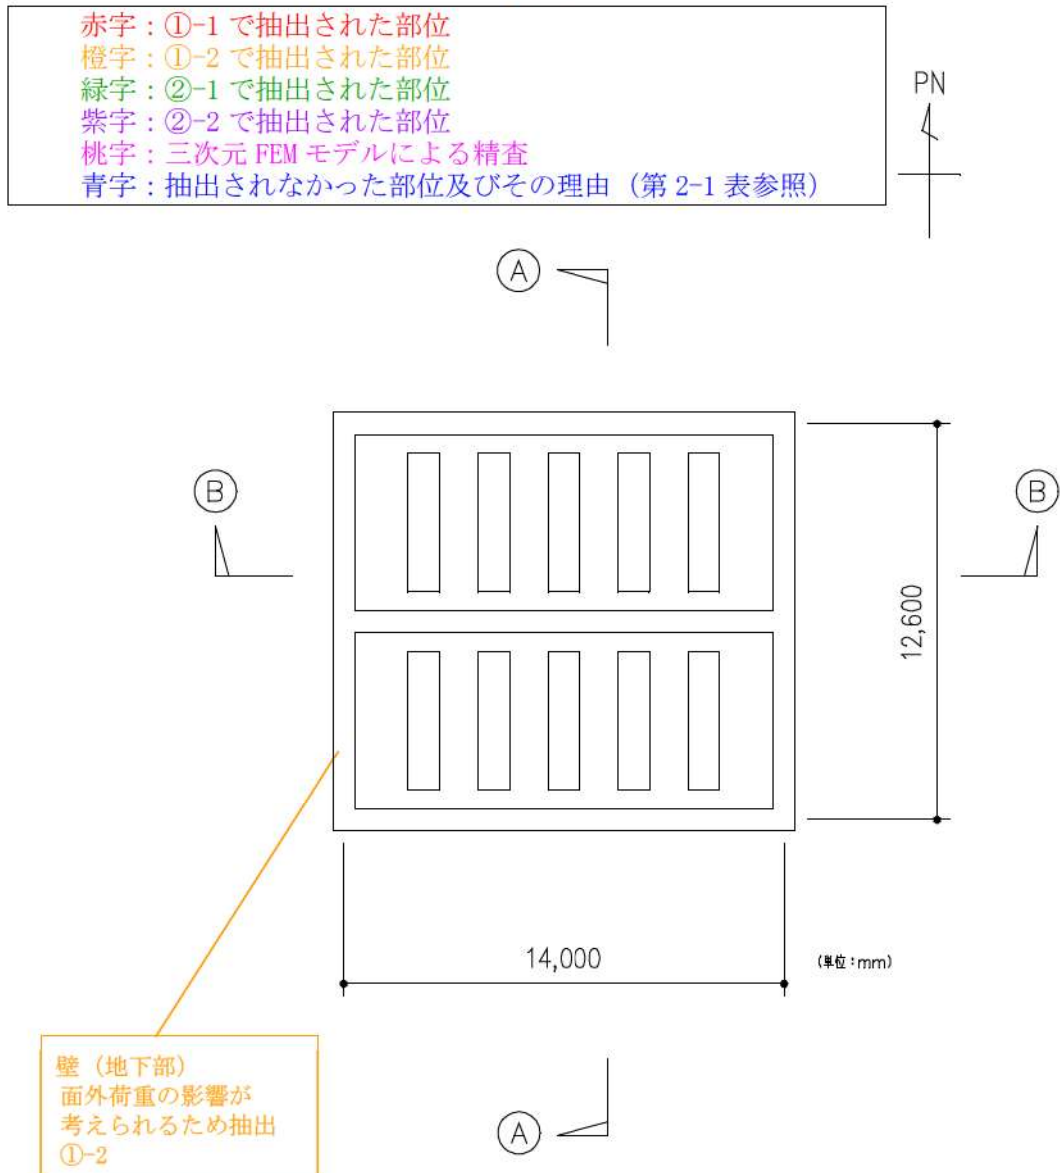 赤字：①-1 で抽出された部位
橙字：①-2 で抽出された部位
緑字：②-1 で抽出された部位
紫字：②-2 で抽出された部位
桃字：三次元 FEM モデルによる精査
青字：抽出されなかった部位及びその理由（第 2-1 表参照）
PN
A
B
B
12,600
14,000
(単位：mm)
壁（地下部）
面外荷重の影響が
考えられるため抽出
①-2
A